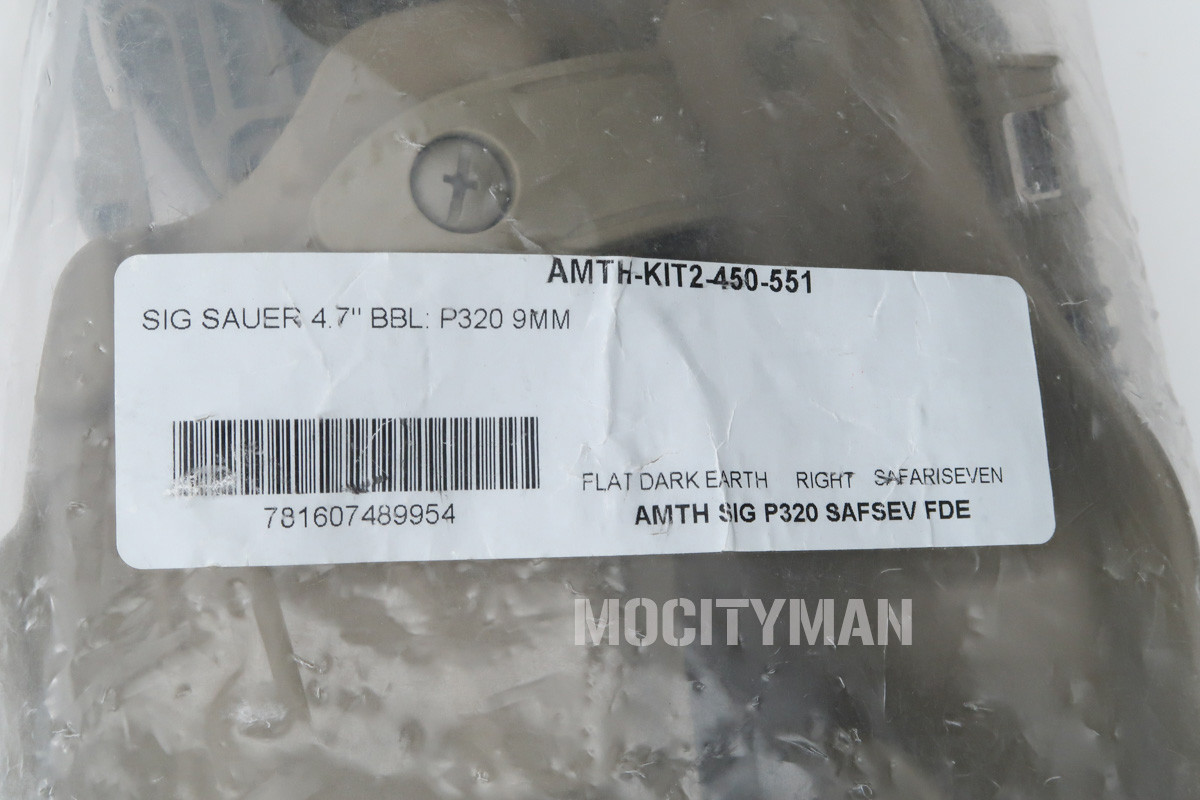 AMTH-KIT2-450-551
SIG SAUER 4.7" BBL: P320 9MM
781607489954
FLAT DARK EARTH RIGHT SAFARISEVEN
AMTH SIG P320 SAFSEV FDE
MOCITYMAN